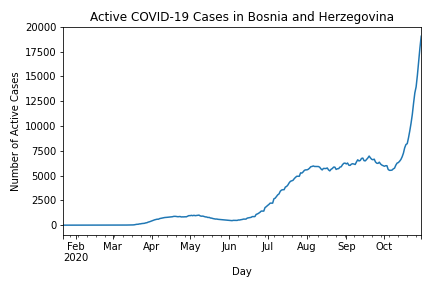 Active COVID-19 Cases in Bosnia and Herzegovina
Number of Active Cases
20000
17500
15000
12500
10000
7500
5000
2500
0
Feb Mar Apr May Jun Jul Aug Sep Oct
2020
Day